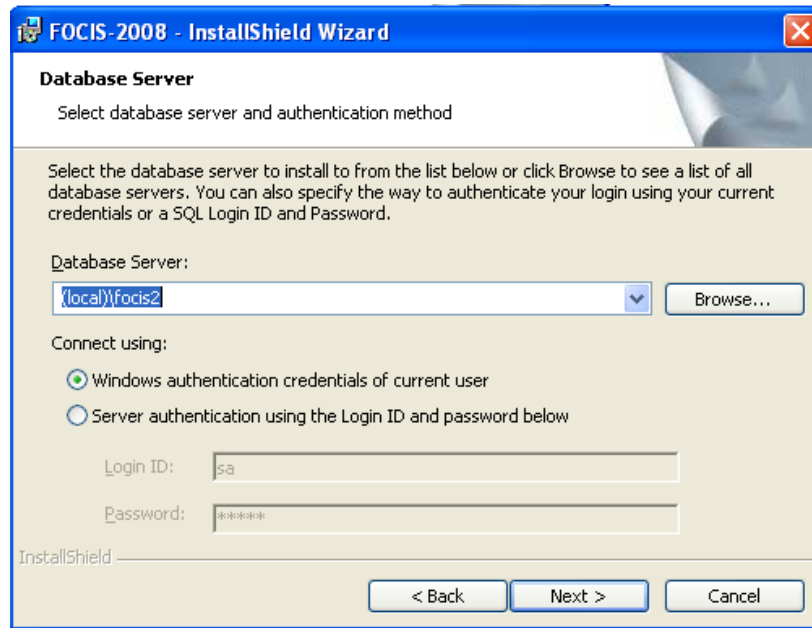 FOCIS-2008 - InstallShield Wizard
Database Server
Select database server and authentication method
Select the database server to install to from the list below or click Browse to see a list of all
database servers. You can also specify the way to authenticate your login using your current
credentials or a SQL Login ID and Password.
Database Server:
(local)\focis2
Browse...
Connect using:
Windows authentication credentials of current user
Server authentication using the Login ID and password below
Login ID:
sa
Password:
*****
InstallShield
< Back
Next >
Cancel